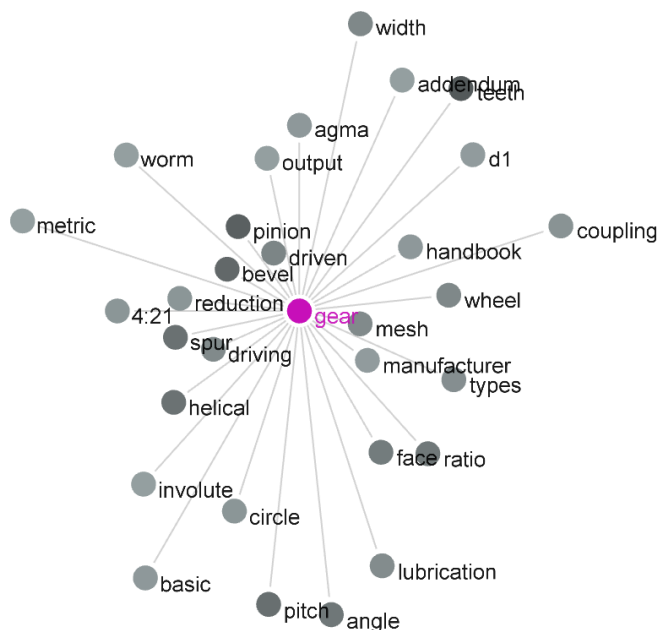 width
addendum
teeth
agma
output
worm
d1
metric
pinion
coupling
driven
handbook
bevel
reduction
wheel
4:21
gear
mesh
spur
driving
manufacturer
types
helical
face
ratio
involute
circle
lubrication
basic
pitch
angle